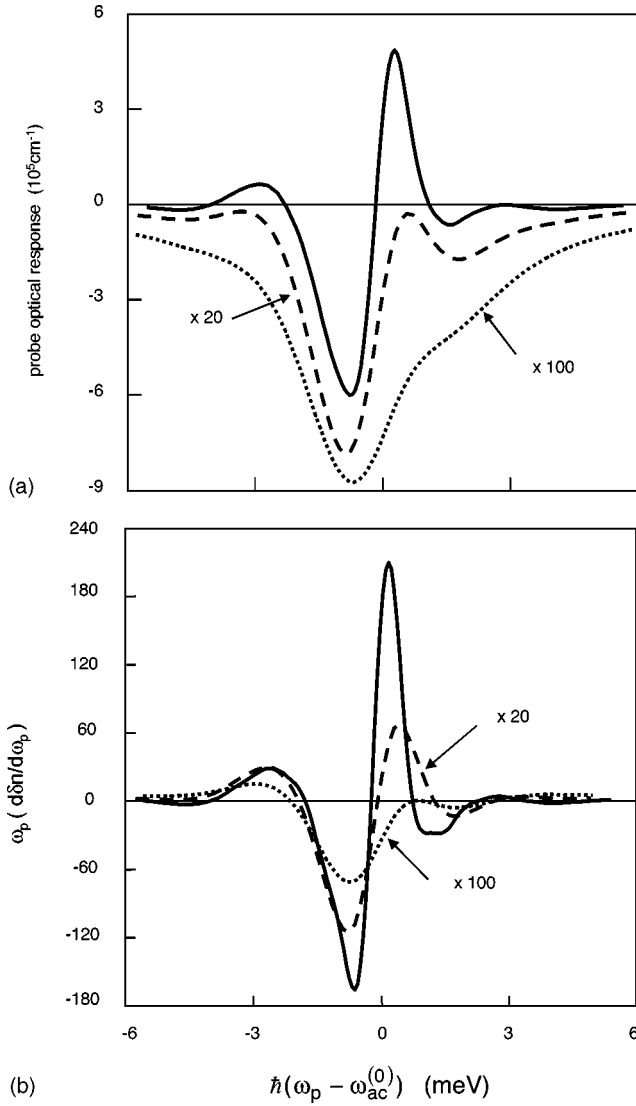 6
3
0
-3
-6
-9
probe optical response (10⁵cm⁻¹)
x 20
x 100
(a)
240
180
120
60
0
-60
-120
-180
ωₚ ( dδn/dωₚ)
x 20
x 100
-6
-3
0
3
6
(b)
ħ(ωₚ − ωₐc⁽⁰⁾) (meV)